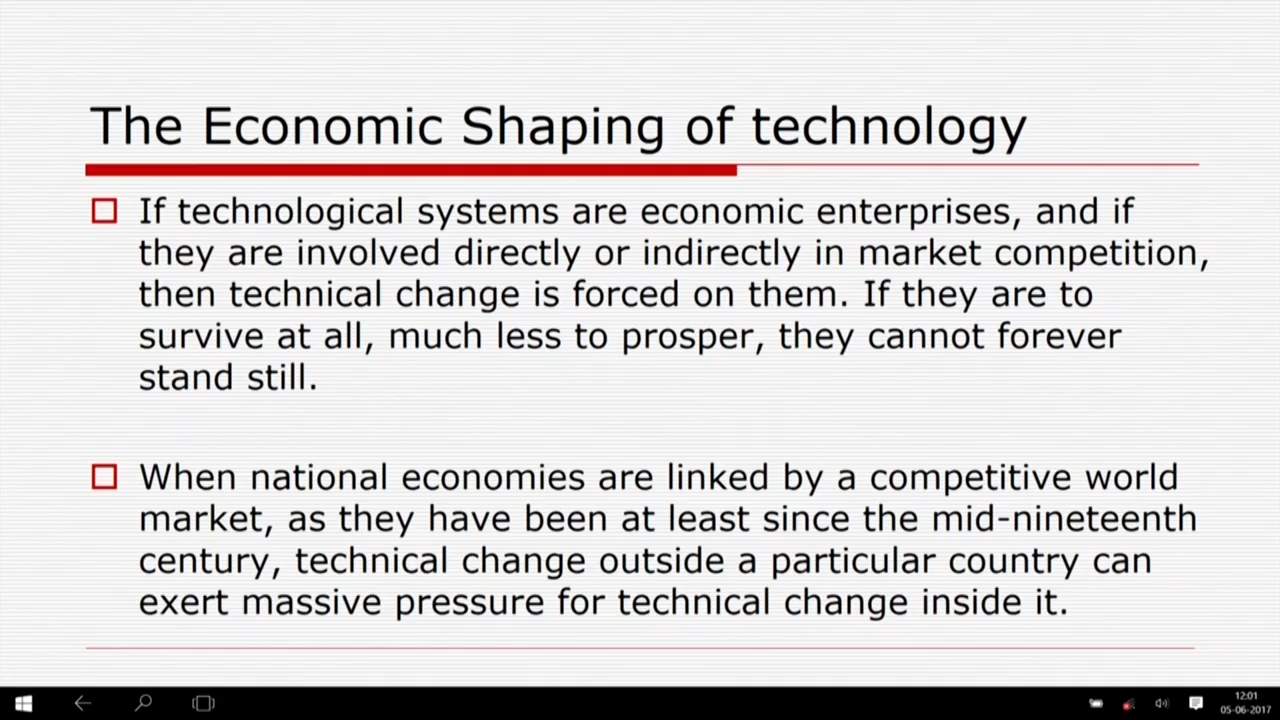 The Economic Shaping of technology
If technological systems are economic enterprises, and if
they are involved directly or indirectly in market competition,
then technical change is forced on them. If they are to
survive at all, much less to prosper, they cannot forever
stand still.
When national economies are linked by a competitive world
market, as they have been at least since the mid-nineteenth
century, technical change outside a particular country can
exert massive pressure for technical change inside it.
12:01
05-06-2017